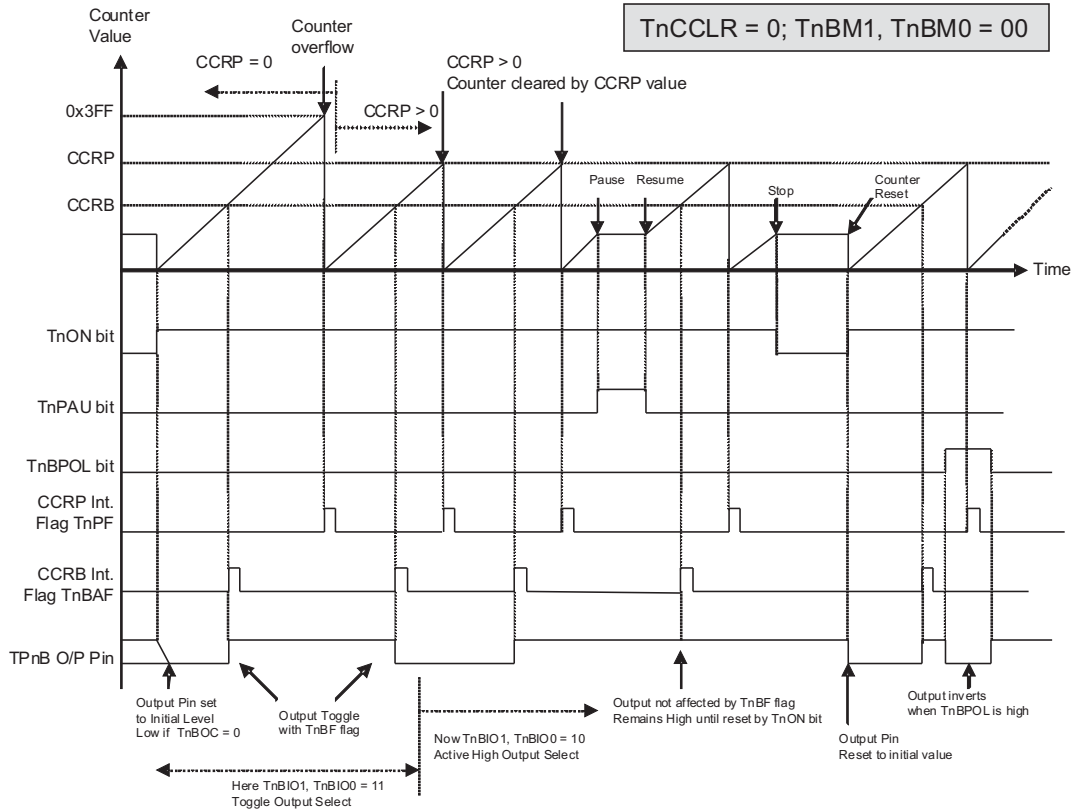 TnCCLR = 0; TnBM1, TnBM0 = 00
Counter
Value
Counter
overflow
CCRP = 0
CCRP > 0
CCRP > 0
Counter cleared by CCRP value
0x3FF
CCRP
CCRB
Pause
Resume
Stop
Counter
Reset
Time
TnON bit
TnPAU bit
TnBPOL bit
CCRP Int.
Flag TnPF
CCRB Int.
Flag TnBAF
TPnB O/P Pin
Output Pin set
to Initial Level
Low if TnBOC = 0
Output Toggle
with TnBF flag
Output not affected by TnBF flag
Remains High until reset by TnON bit
Output inverts
when TnBPOL is high
Now TnBIO1, TnBIO0 = 10
Active High Output Select
Output Pin
Reset to initial value
Here TnBIO1, TnBIO0 = 11
Toggle Output Select